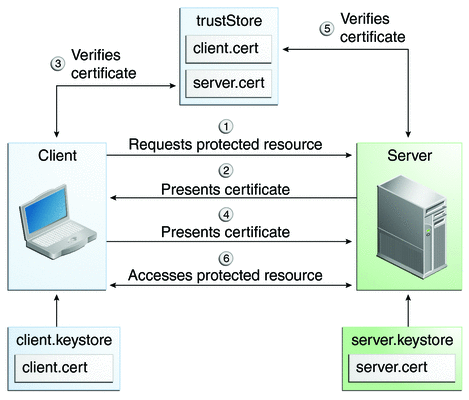 trustStore
client.cert
server.cert
③ Verifies
certificate
⑤ Verifies
certificate
Client
Server
①
Requests protected resource
②
Presents certificate
④
Presents certificate
⑥
Accesses protected resource
client.keystore
client.cert
server.keystore
server.cert